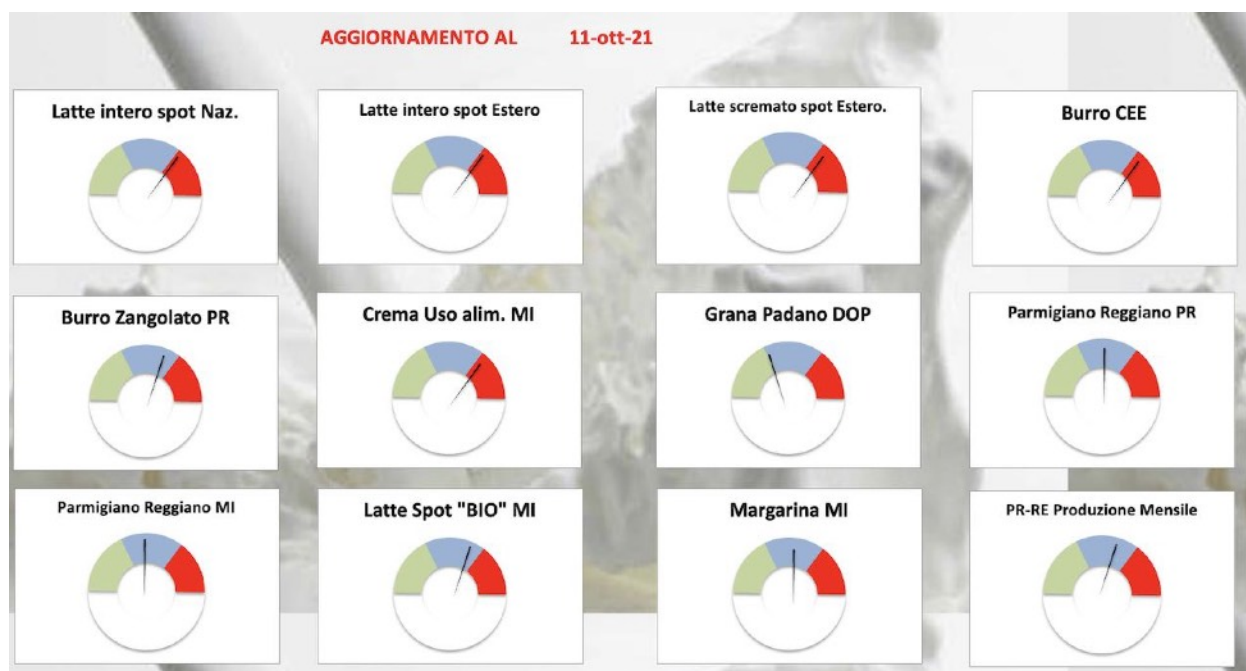 AGGIORNAMENTO AL 11-ott-21
Latte intero spot Naz.
Latte intero spot Estero
Latte scremato spot Estero.
Burro CEE
Burro Zangolato PR
Crema Uso alim. MI
Grana Padano DOP
Parmigiano Reggiano PR
Parmigiano Reggiano MI
Latte Spot "BIO" MI
Margarina MI
PR-RE Produzione Mensile